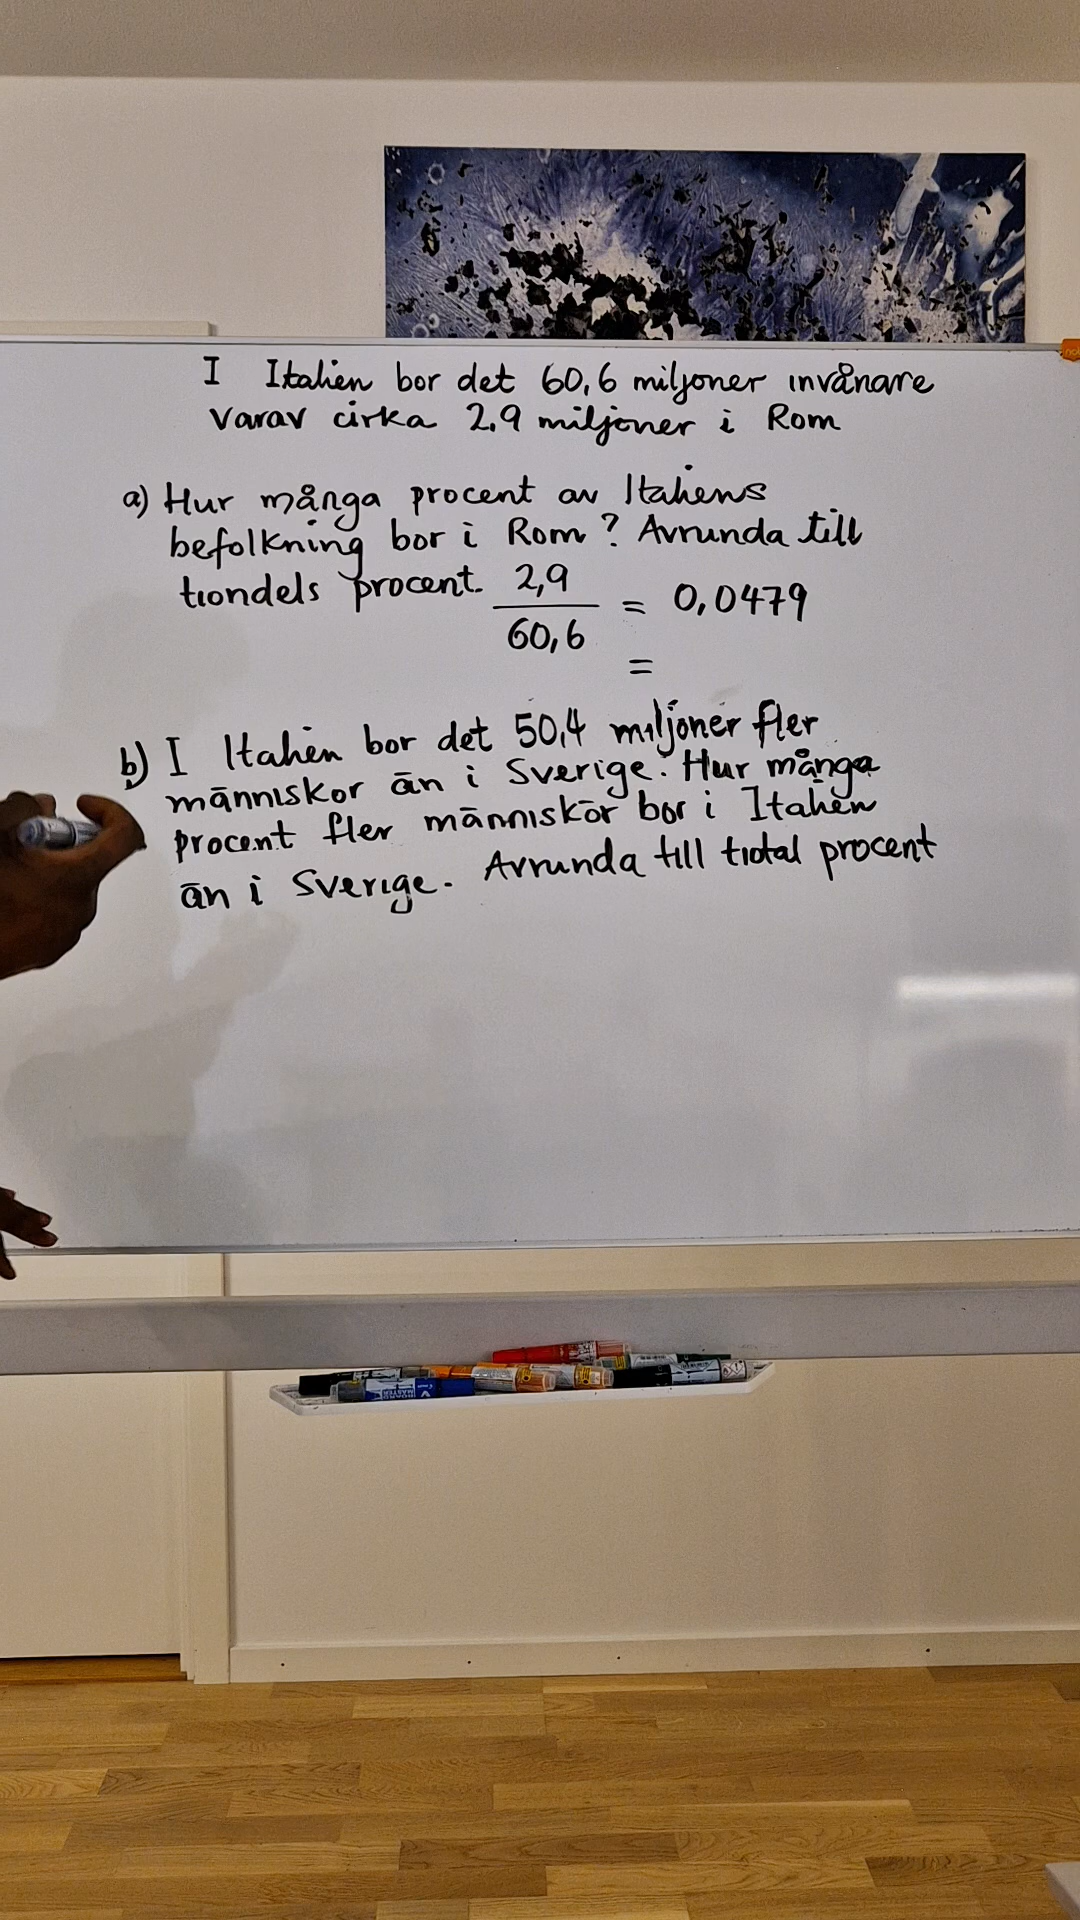 I Italien bor det 60,6 miljoner invånare
varav cirka 2,9 miljoner i Rom
a) Hur många procent av Italiens
befolkning bor i Rom? Avrunda till
tiondels procent. 2,9 / 60,6 = 0,0479
=
b) I Italien bor det 50,4 miljoner fler
människor än i Sverige. Hur många
procent fler människor bor i Italien
än i Sverige. Avrunda till tiotal procent